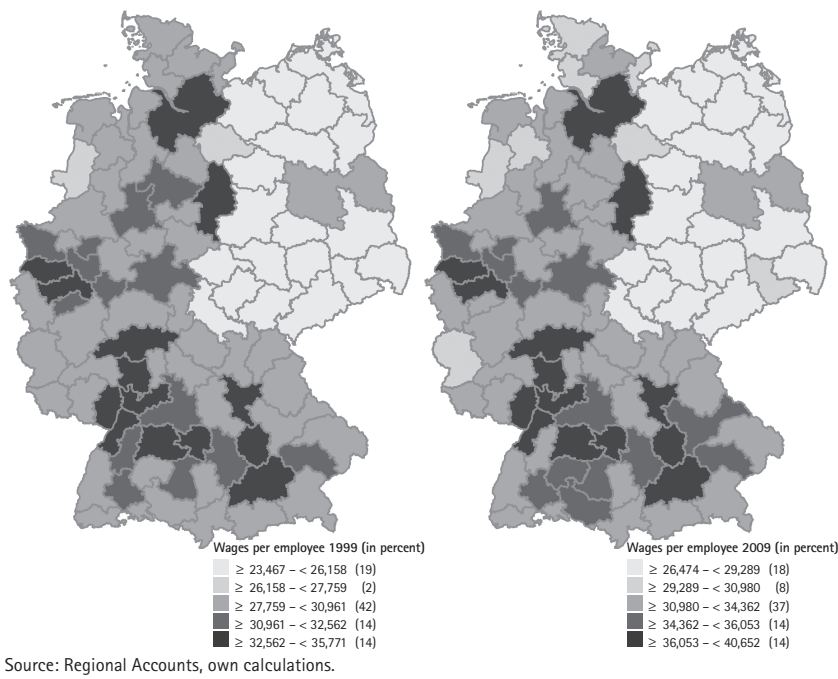 Wages per employee 1999 (in percent)
≥ 23,467 – < 26,158 (19)
≥ 26,158 – < 27,759 (2)
≥ 27,759 – < 30,961 (42)
≥ 30,961 – < 32,562 (14)
≥ 32,562 – < 35,771 (14)
Wages per employee 2009 (in percent)
≥ 26,474 – < 29,289 (18)
≥ 29,289 – < 30,980 (8)
≥ 30,980 – < 34,362 (37)
≥ 34,362 – < 36,053 (14)
≥ 36,053 – < 40,652 (14)
Source: Regional Accounts, own calculations.